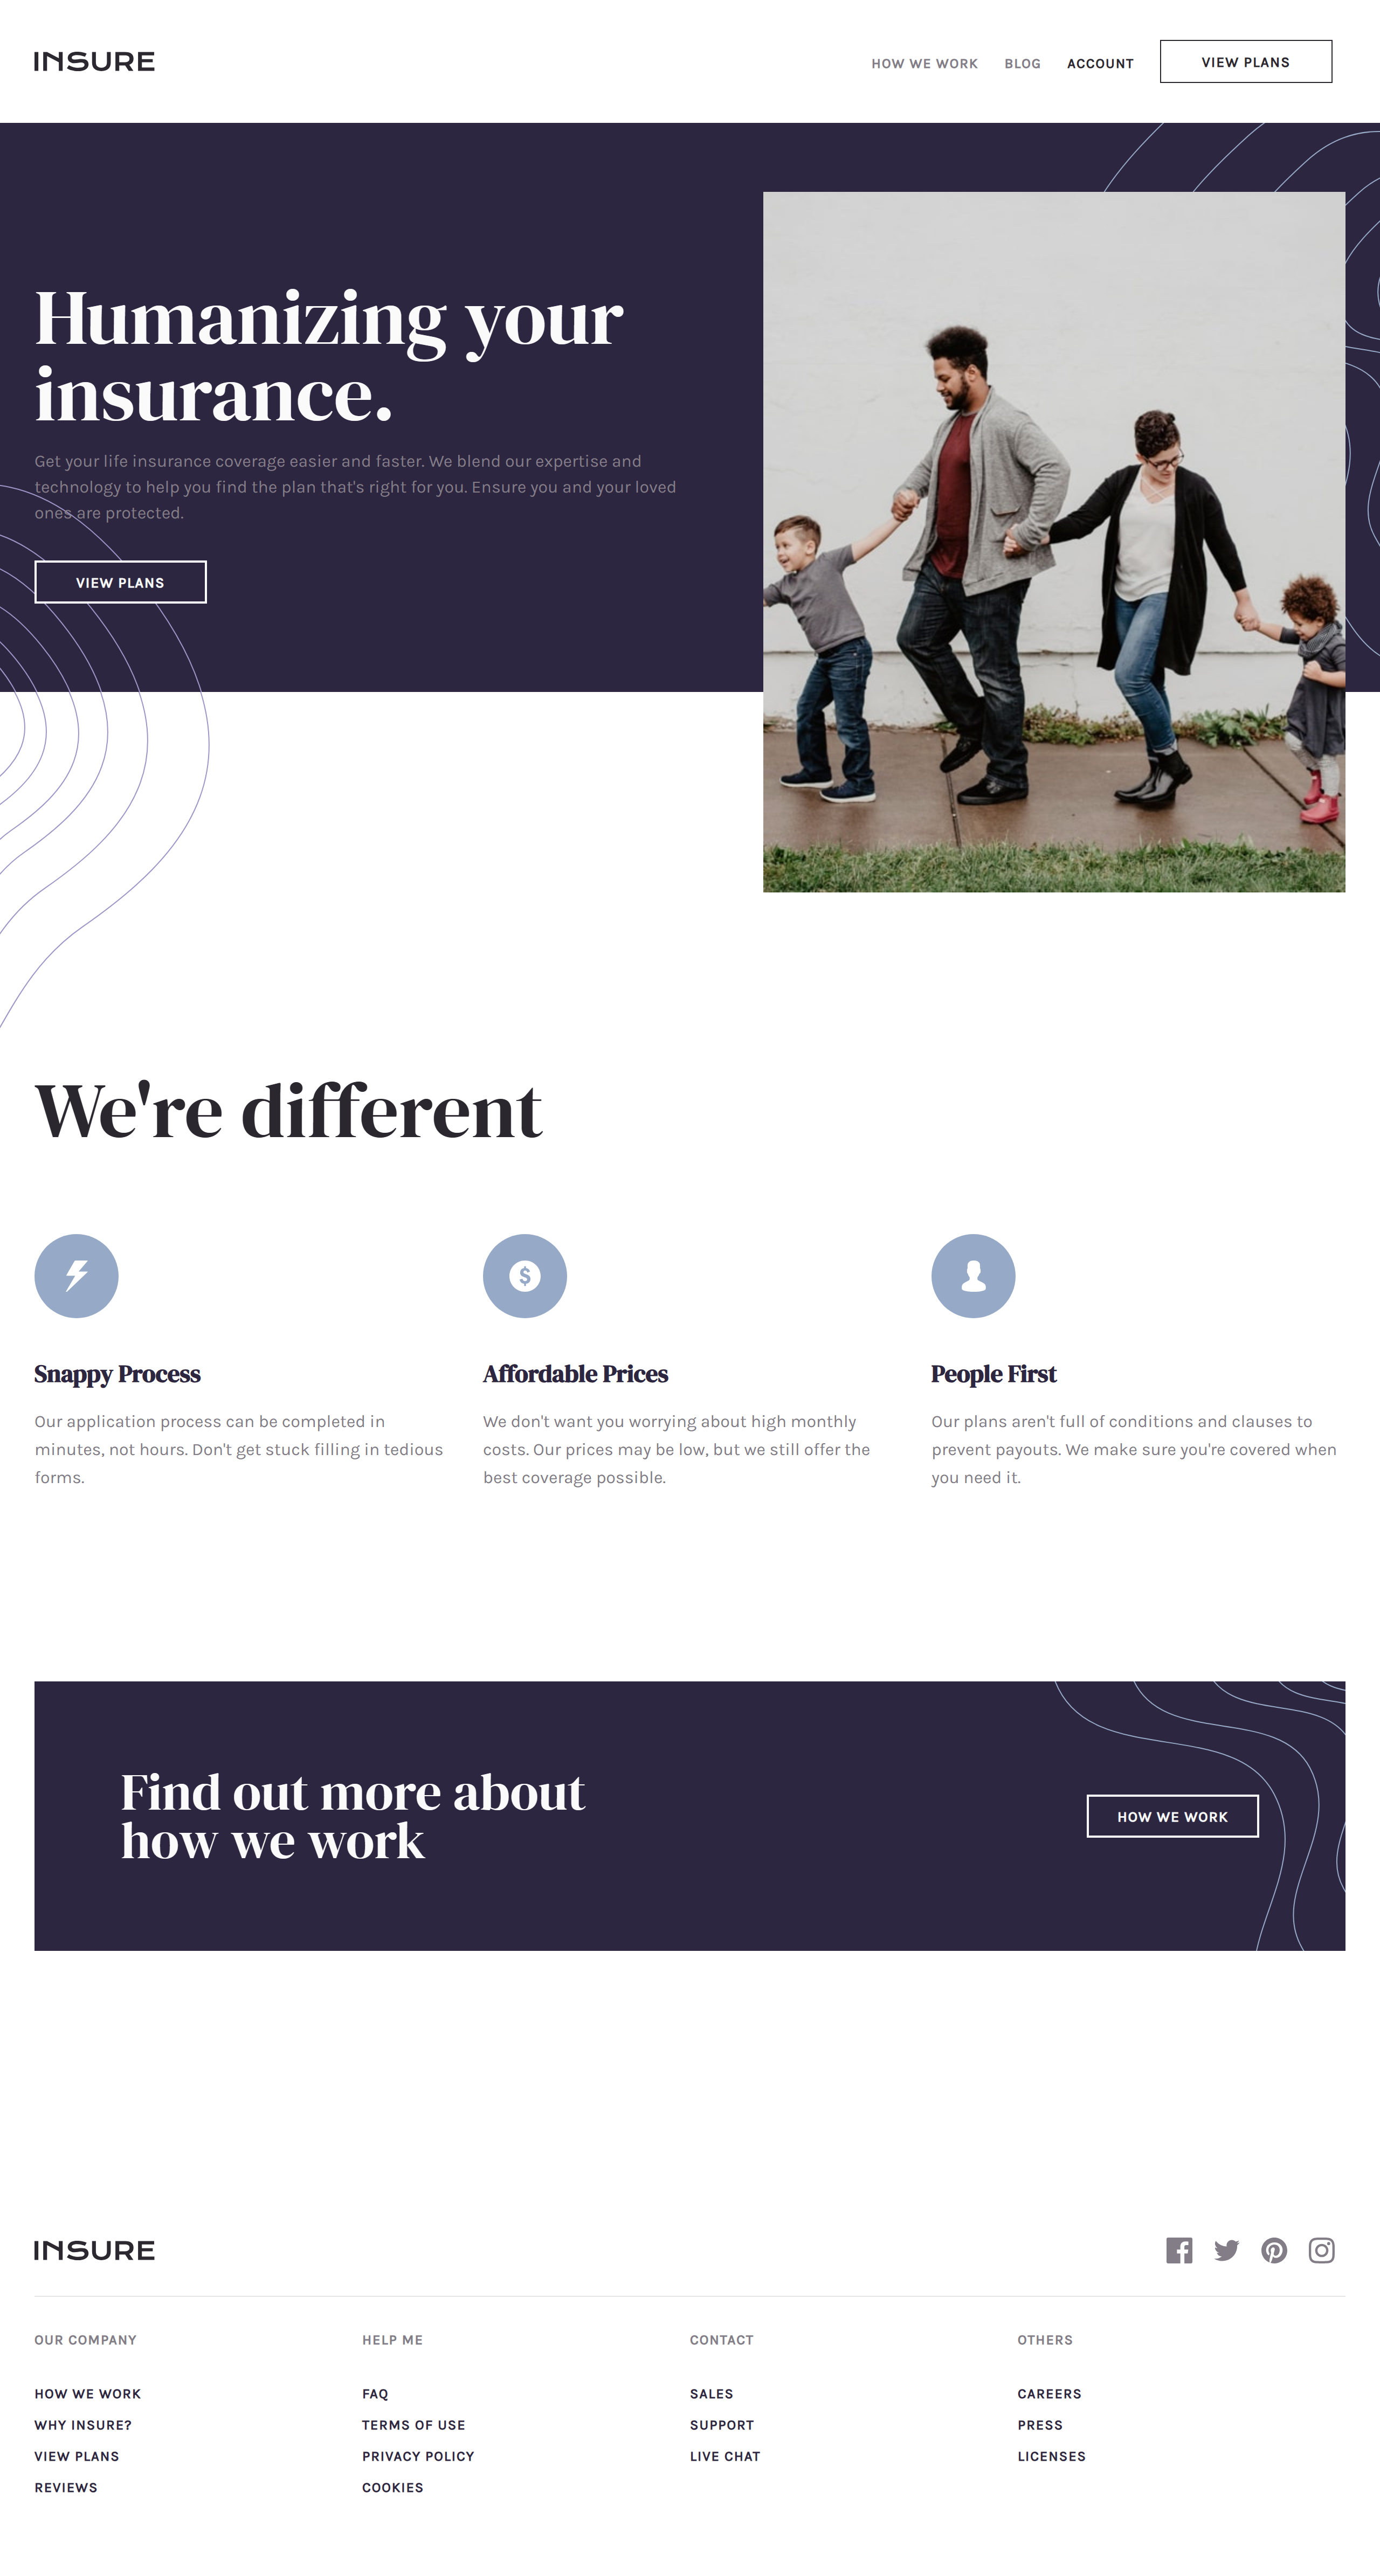 INSURE
HOW WE WORK
BLOG
ACCOUNT
VIEW PLANS
Humanizing your
insurance.
Get your life insurance coverage easier and faster. We blend our expertise and
technology to help you find the plan that's right for you. Ensure you and your loved
ones are protected.
VIEW PLANS
We're different
Snappy Process
Our application process can be completed in
minutes, not hours. Don't get stuck filling in tedious
forms.
Affordable Prices
We don't want you worrying about high monthly
costs. Our prices may be low, but we still offer the
best coverage possible.
People First
Our plans aren't full of conditions and clauses to
prevent payouts. We make sure you're covered when
you need it.
Find out more about
how we work
HOW WE WORK
INSURE
OUR COMPANY
HOW WE WORK
WHY INSURE?
VIEW PLANS
REVIEWS
HELP ME
FAQ
TERMS OF USE
PRIVACY POLICY
COOKIES
CONTACT
SALES
SUPPORT
LIVE CHAT
OTHERS
CAREERS
PRESS
LICENSES